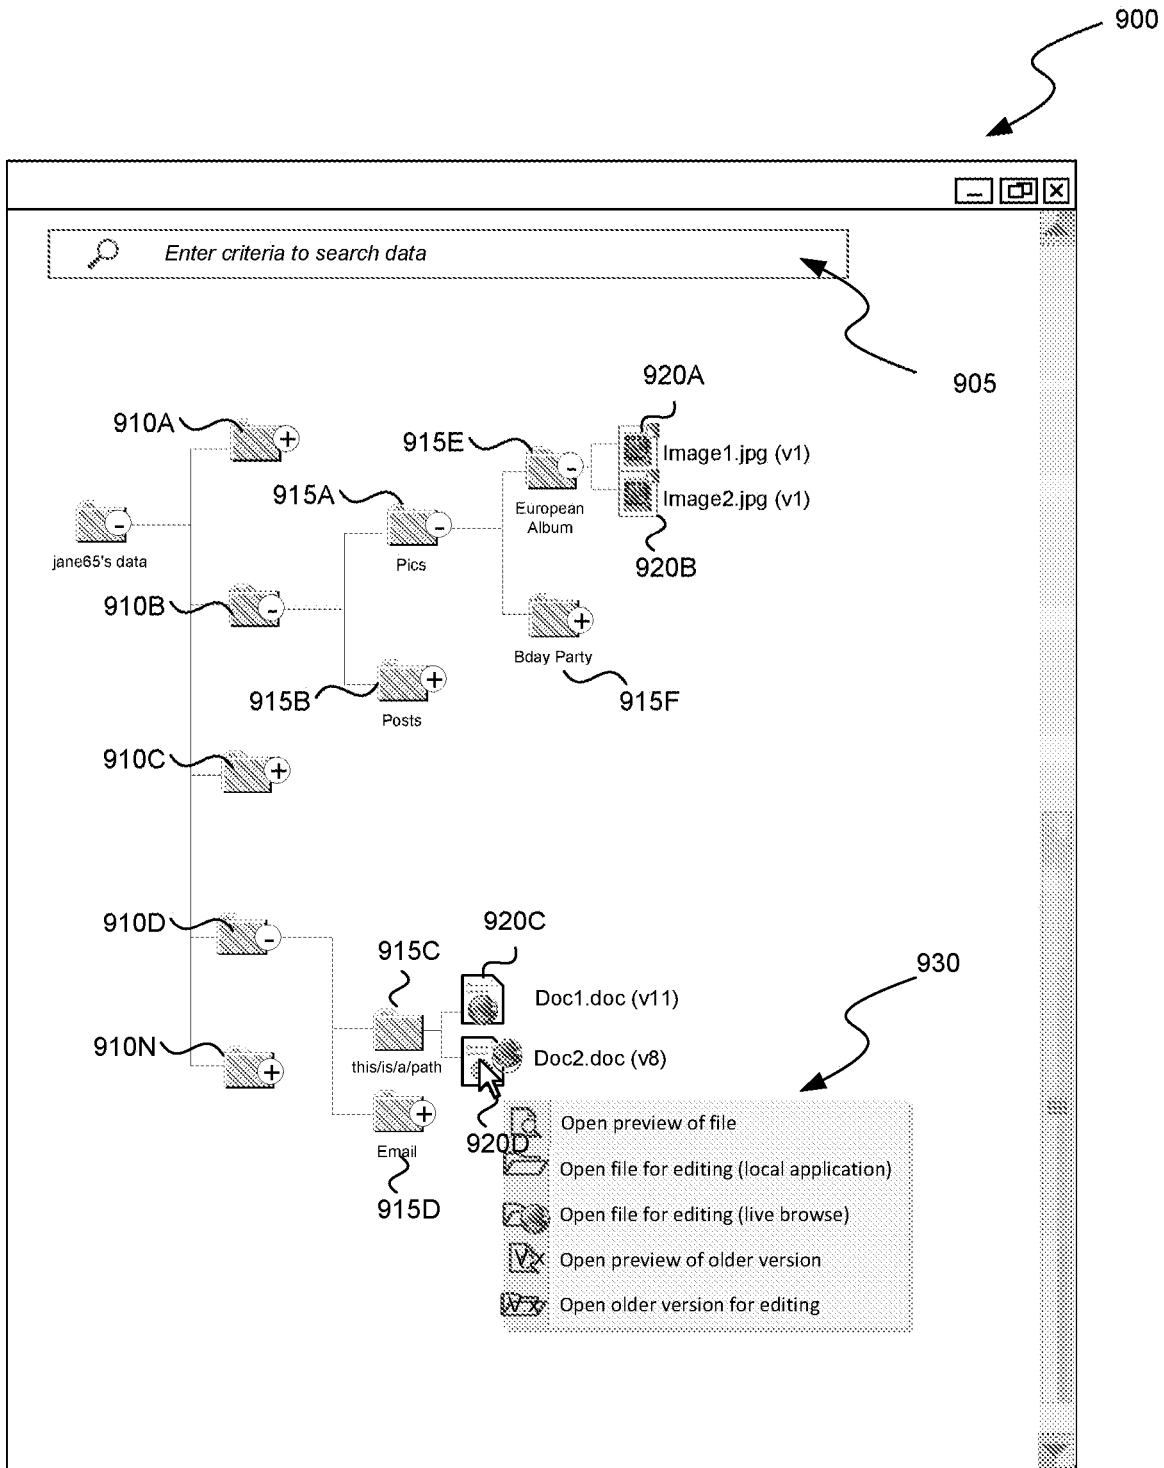 900
Enter criteria to search data
905
920A
910A
915E
Image1.jpg (v1)
915A
Image2.jpg (v1)
European
Album
jane65's data
Pics
920B
910B
Bday Party
915B
915F
Posts
910C
910D
920C
915C
930
Doc1.doc (v11)
910N
this/is/a/path
Doc2.doc (v8)
920D
Open preview of file
Email
Open file for editing (local application)
915D
Open file for editing (live browse)
Open preview of older version
Open older version for editing